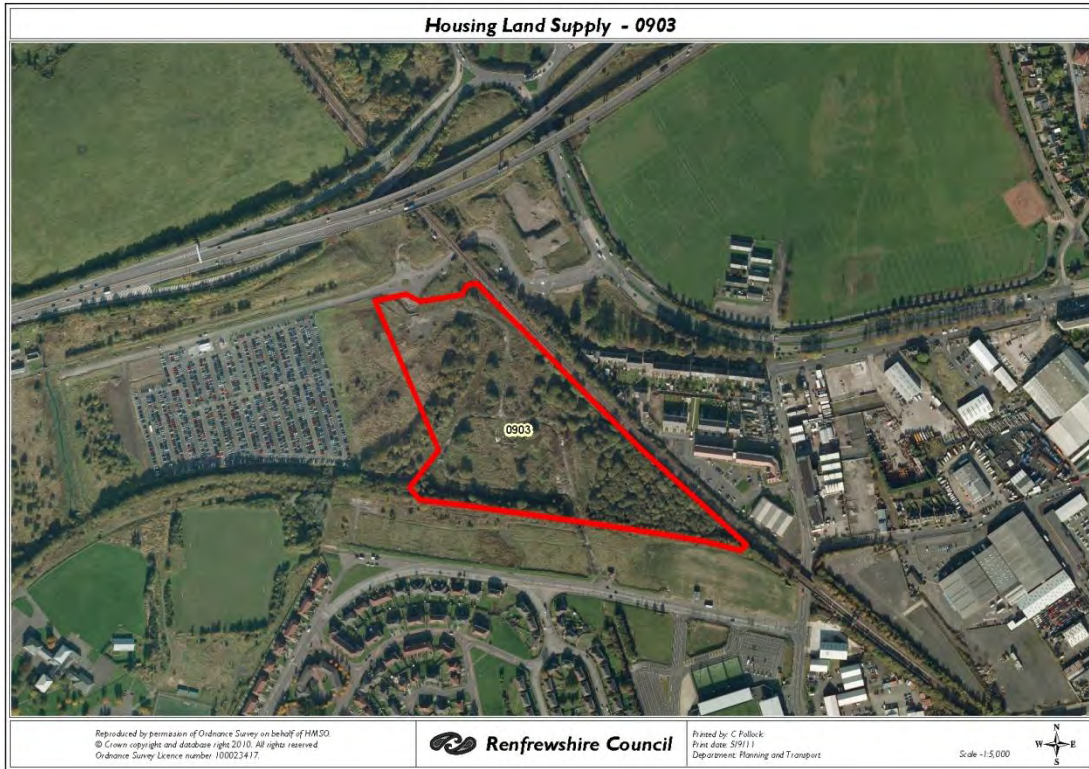 Housing Land Supply - 0903
0903
Reproduced by permission of Ordnance Survey on behalf of HMSO.
© Crown copyright and database right 2010. All rights reserved
Ordnance Survey Licence number 100023417.
Renfrewshire Council
Printed by: C Pollock
Print date: 5/9/11
Department: Planning and Transport
Scale -1:5,000
N
W E
S